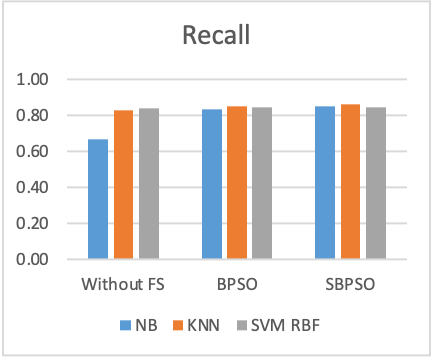 Recall
1.00
0.80
0.60
0.40
0.20
0.00
Without FS BPSO SBPSO
NB KNN SVM RBF